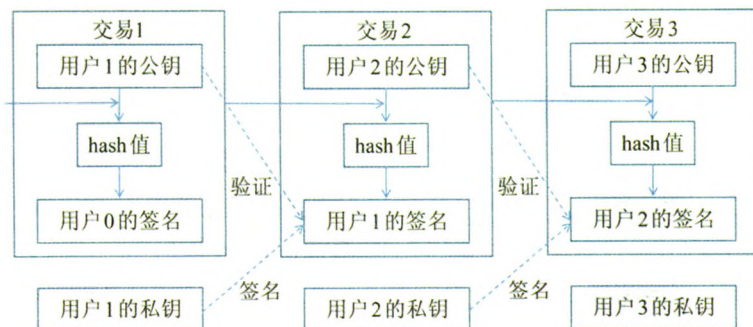 交易1
交易2
交易3
用户1的公钥
用户2的公钥
用户3的公钥
hash值
hash值
hash值
验证
验证
用户0的签名
用户1的签名
用户2的签名
签名
签名
用户1的私钥
用户2的私钥
用户3的私钥